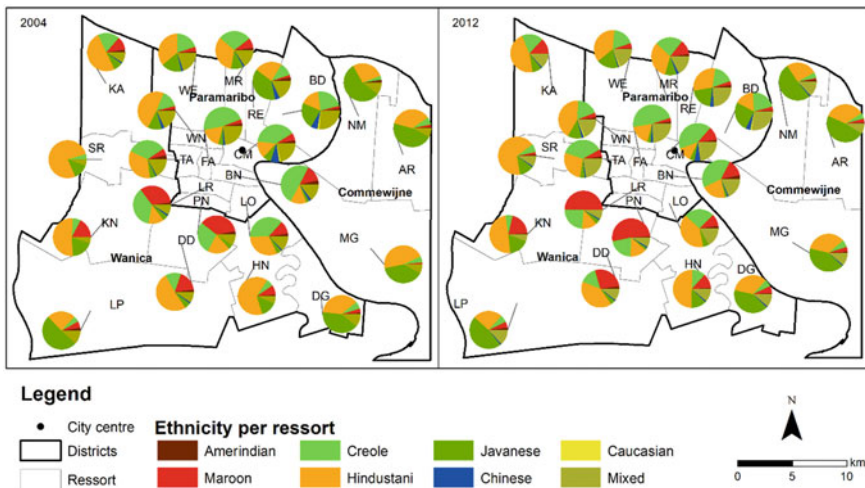 2004
KA
WE
MR
BD
RE
NM
Paramaribo
AR
SR
WN
TA
FA
CM
BN
LR
PN
LO
Commewijne
KN
DD
Wanica
HN
MG
LP
DG
2012
KA
WE
MR
BD
RE
NM
Paramaribo
AR
SR
WN
TA
FA
CM
BN
LR
PN
LO
Commewijne
KN
DD
Wanica
HN
MG
LP
DG
Legend
City centre
Districts
Ressort
Ethnicity per ressort
Amerindian
Creole
Javanese
Caucasian
Maroon
Hindustani
Chinese
Mixed
N
km
0 5 10